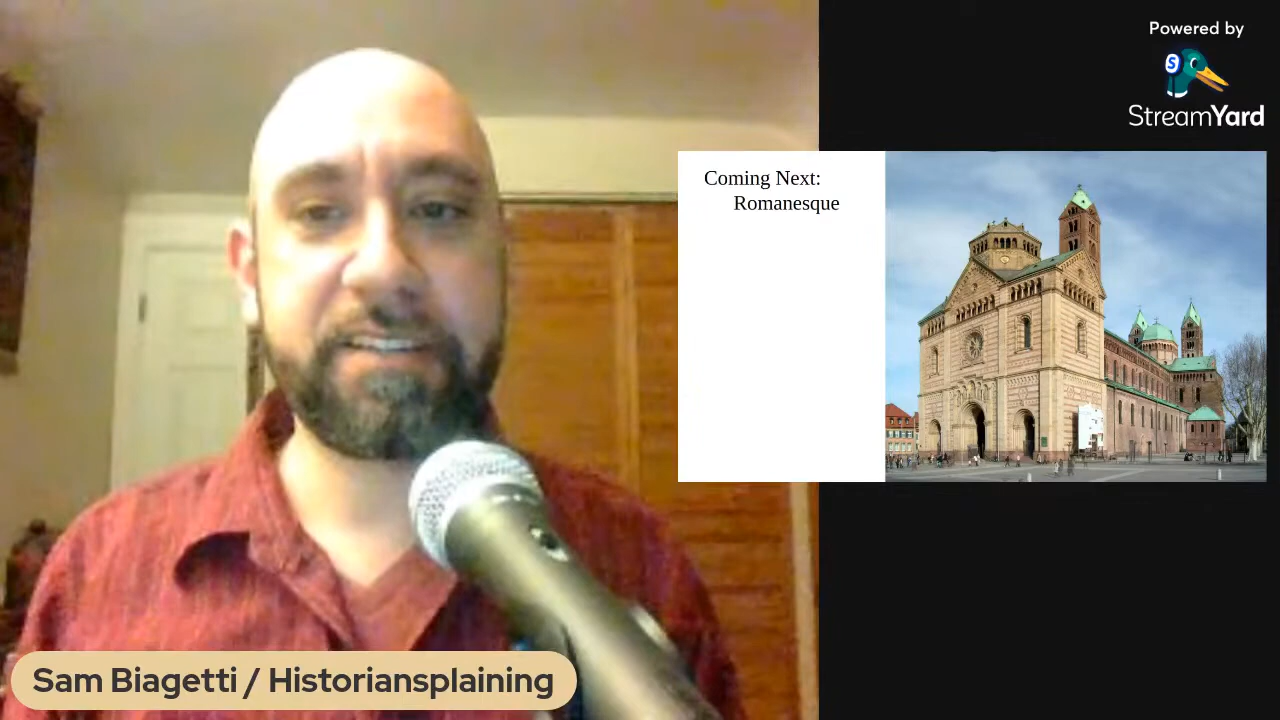 Powered by
StreamYard
Coming Next:
Romanesque
Sam Biagetti / Historiansplaining